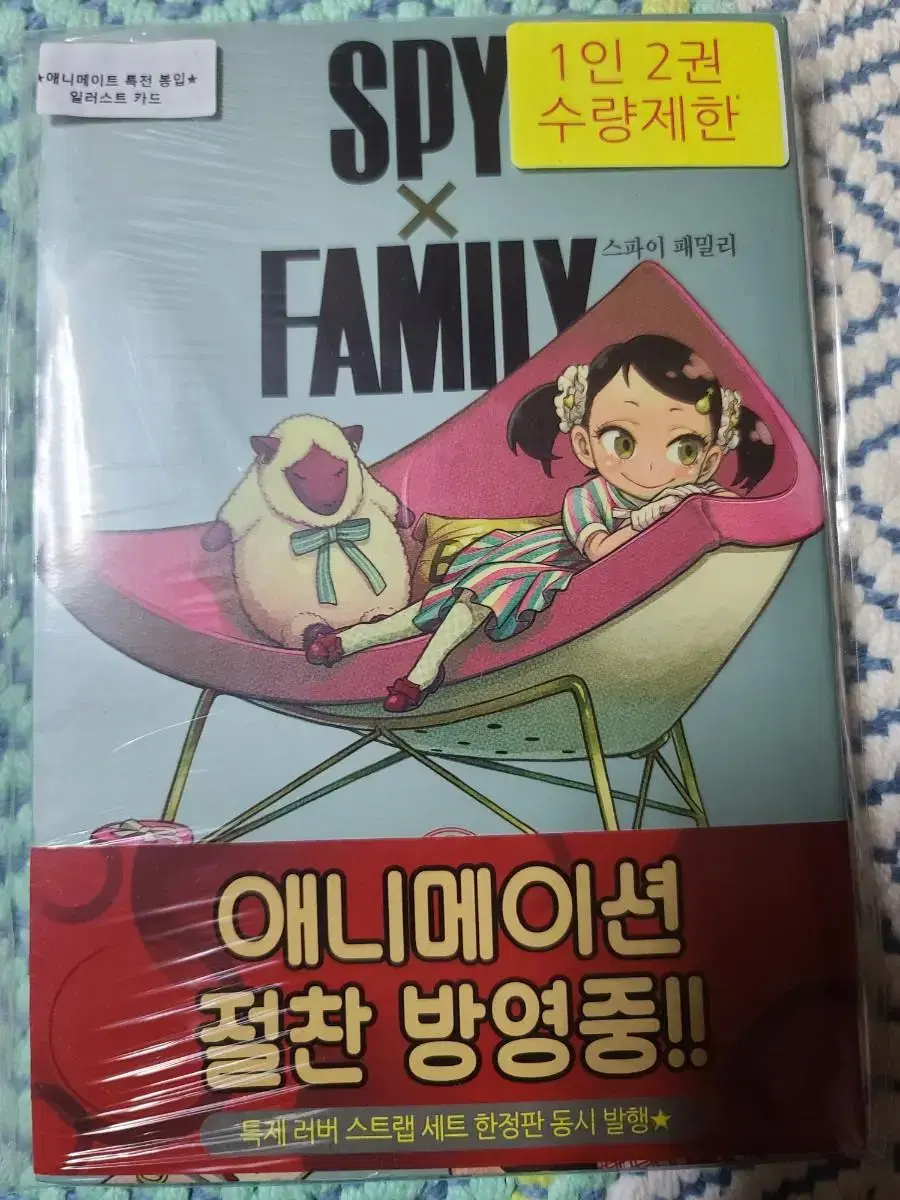 ★애니메이트 특전 봉입★
일러스트 카드
1인 2권
수량제한
SPY
×
FAMILY
스파이 패밀리
애니메이션
절찬 방영중!!
특제 러버 스트랩 세트 한정판 동시 발행★